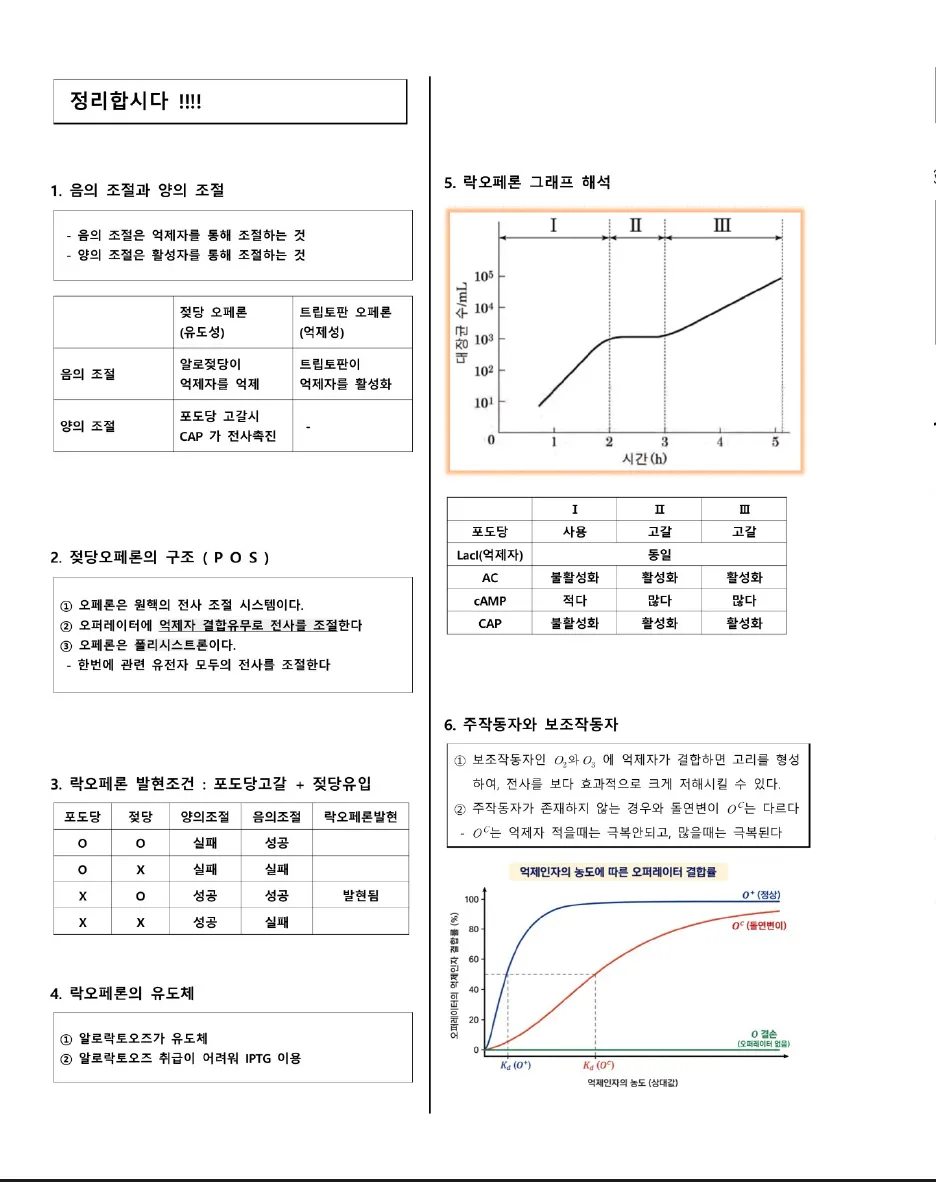 정리합시다 !!!!
1. 음의 조절과 양의 조절
- 음의 조절은 억제자를 통해 조절하는 것
- 양의 조절은 활성자를 통해 조절하는 것
젖당 오페론 트립토판 오페론
(유도성) (억제성)
음의 조절 알로젖당이 억제자를 억제 트립토판이 억제자를 활성화
양의 조절 포도당 고갈시 CAP 가 전사촉진 -
2. 젖당오페론의 구조 ( P O S )
① 오페론은 원핵의 전사 조절 시스템이다.
② 오퍼레이터에 억제자 결합유무로 전사를 조절한다
③ 오페론은 폴리시스트론이다.
- 한번에 관련 유전자 모두의 전사를 조절한다
3. 락오페론 발현조건 : 포도당고갈 + 젖당유입
포도당 젖당 양의조절 음의조절 락오페론발현
O O 실패 성공
O X 실패 실패
X O 성공 성공 발현됨
X X 성공 실패
4. 락오페론의 유도체
① 알로락토오즈가 유도체
② 알로락토오즈 취급이 어려워 IPTG 이용
5. 락오페론 그래프 해석
I II III
대장균 수/mL
10⁵
10⁴
10³
10²
10¹
0 1 2 3 4 5
시간(h)
I II III
포도당 사용 고갈 고갈
LacI(억제자) 동일
AC 불활성화 활성화 활성화
cAMP 적다 많다 많다
CAP 불활성화 활성화 활성화
6. 주작동자와 보조작동자
① 보조작동자인 O₂와 O₃ 에 억제자가 결합하면 고리를 형성
하여, 전사를 보다 효과적으로 크게 저해시킬 수 있다.
② 주작동자가 존재하지 않는 경우와 돌연변이 Oᶜ는 다르다
- Oᶜ는 억제자 적을때는 극복안되고, 많을때는 극복된다
억제인자의 농도에 따른 오퍼레이터 결합률
오퍼레이터의 억제인자 결합률 (%)
100
80
60
40
20
0
O⁺ (정상)
Oᶜ (돌연변이)
O 결손
(오퍼레이터 없음)
K_d (O⁺) K_d (Oᶜ)
억제인자의 농도 (상대값)